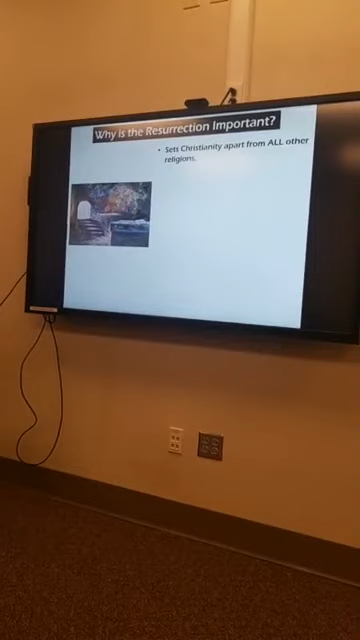 Why is the Resurrection Important?
• Sets Christianity apart from ALL other
religions.